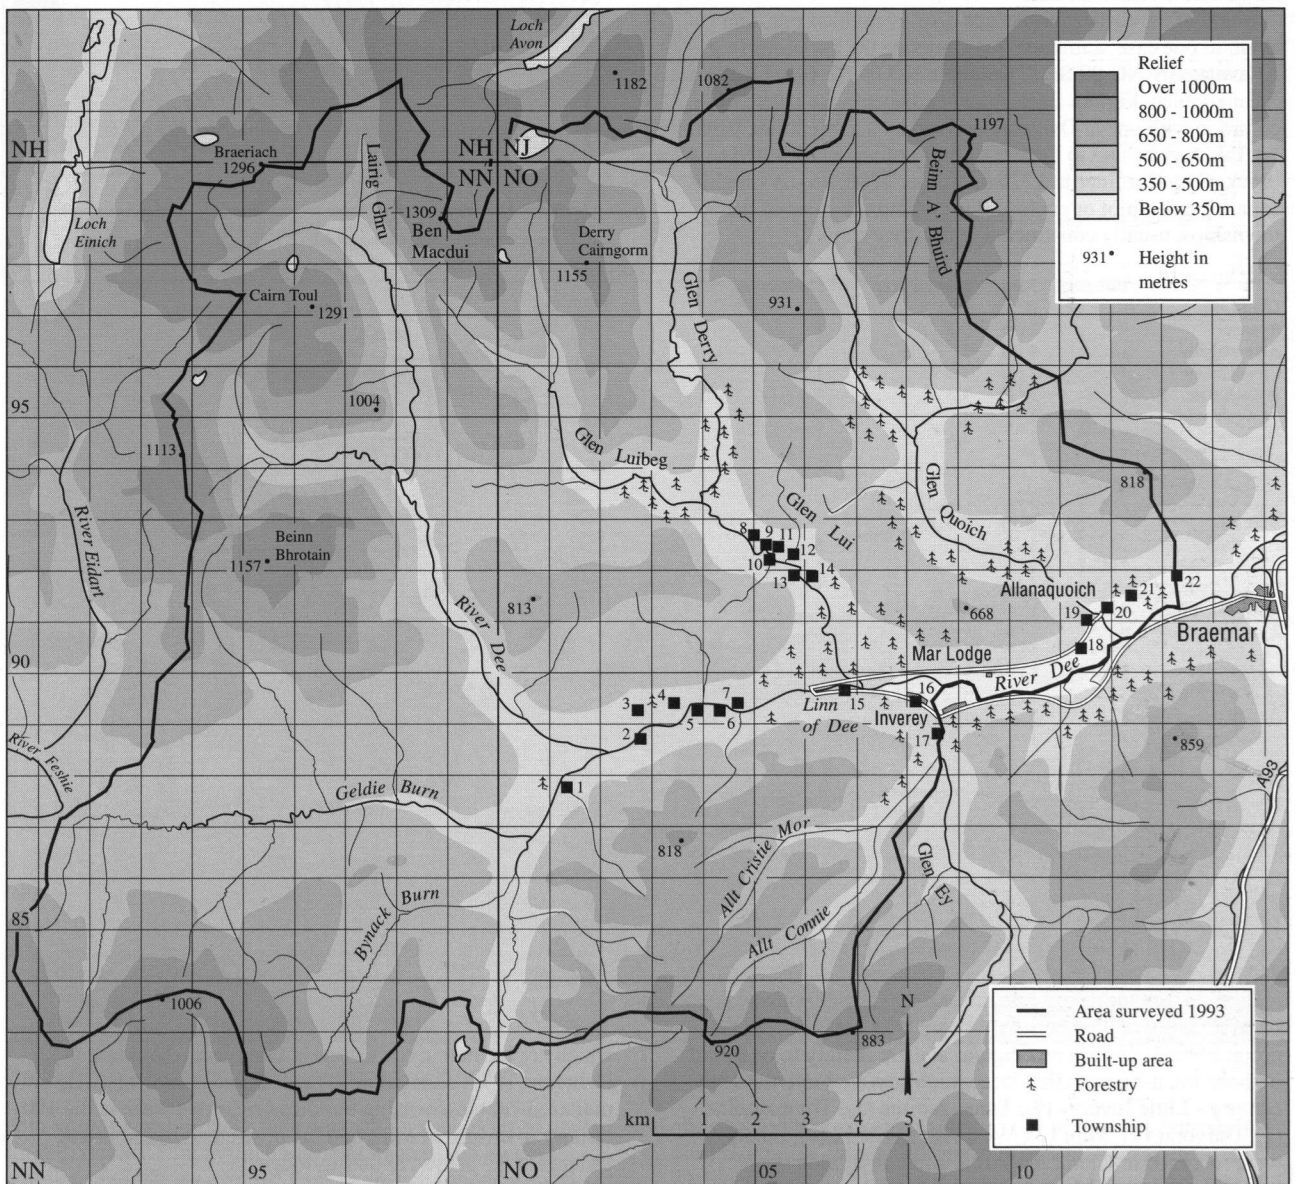 Loch
Avon
1182
1082
1197
Relief
Over 1000m
800 - 1000m
650 - 800m
500 - 650m
350 - 500m
Below 350m
931
Height in
metres
NH
NH
NJ
NN
NO
Braeriach
1296
Lairig
Ghru
Loch
Einich
1309
Ben
Macdui
Derry
Cairngorm
1155
Beinn A' Bhuird
Glen Derry
931
Cairn Toul
1291
1004
95
1113
Glen Luibeg
Glen Lui
Glen Quoich
818
River Eidart
Beinn
Bhrotain
1157
813
River Dee
8
9
11
12
10
13
14
668
Allanaquoich
21
22
19
20
18
Braemar
90
Mar Lodge
River Dee
3
4
7
2
5
6
15
16
Linn
of Dee
Inverey
17
859
River Feshie
A93
Geldie Burn
1
818
Allt Cristie Mor
Glen Ey
85
Bynack Burn
Allt Connie
1006
920
883
N
km
1
2
3
4
5
Area surveyed 1993
Road
Built-up area
Forestry
Township
NN
95
NO
05
10